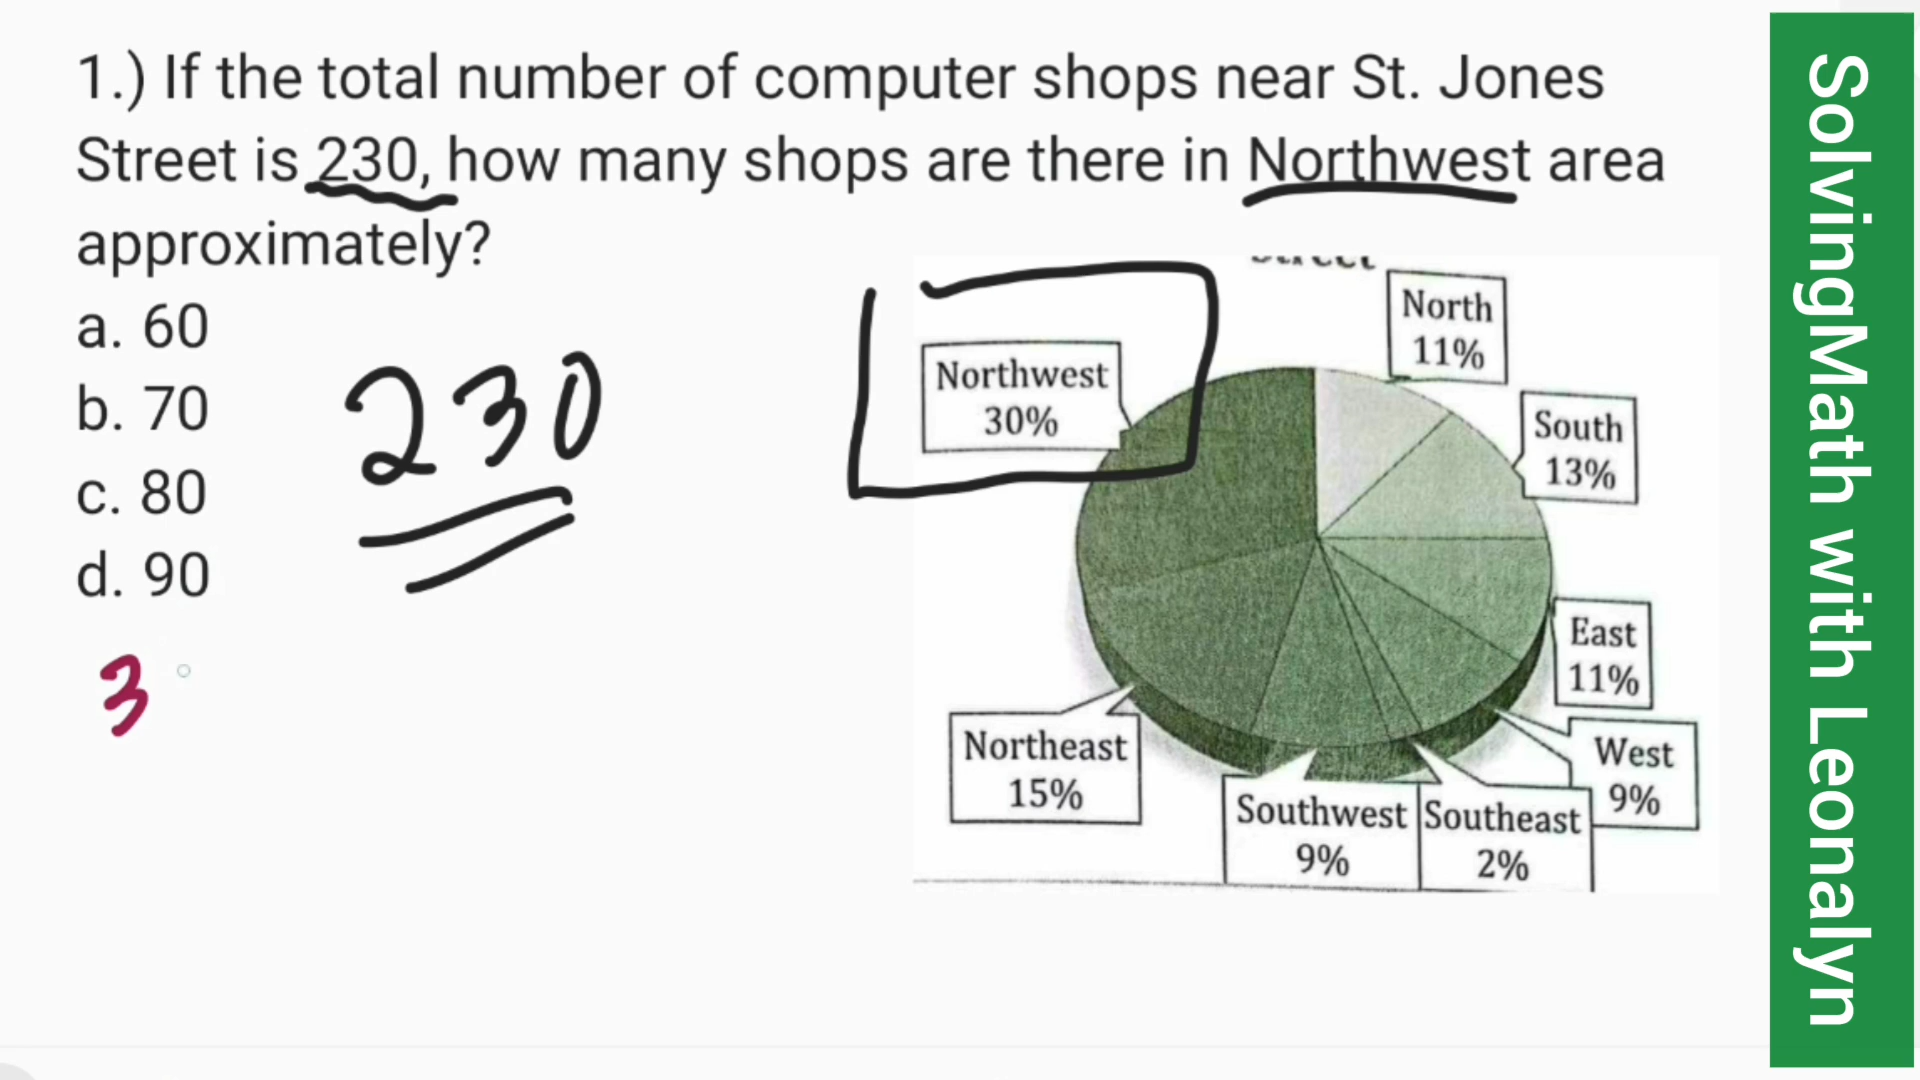 1.) If the total number of computer shops near St. Jones
Street is 230, how many shops are there in Northwest area
approximately?
a. 60
b. 70
c. 80
d. 90
230
3
Street
North
11%
Northwest
30%
South
13%
East
11%
West
9%
Northeast
15%
Southwest
9%
Southeast
2%
SolvingMath with Leonalyn